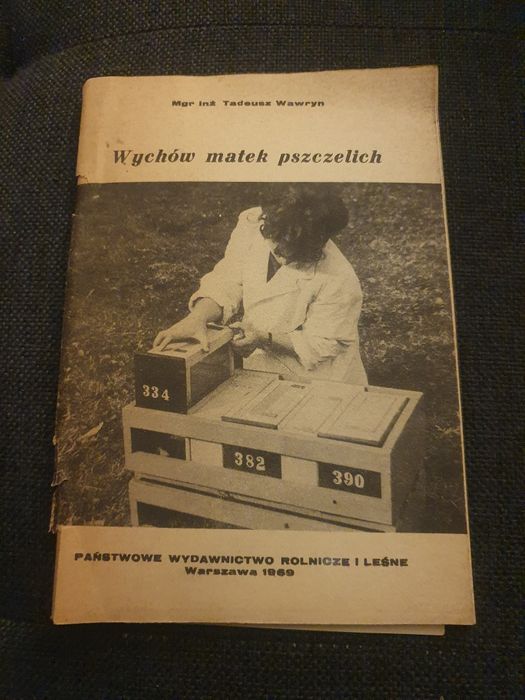 Mgr inż Tadeusz Wawryn
Wychów matek pszczelich
334
382
390
PAŃSTWOWE WYDAWNICTWO ROLNICZE I LEŚNE
Warszawa 1969